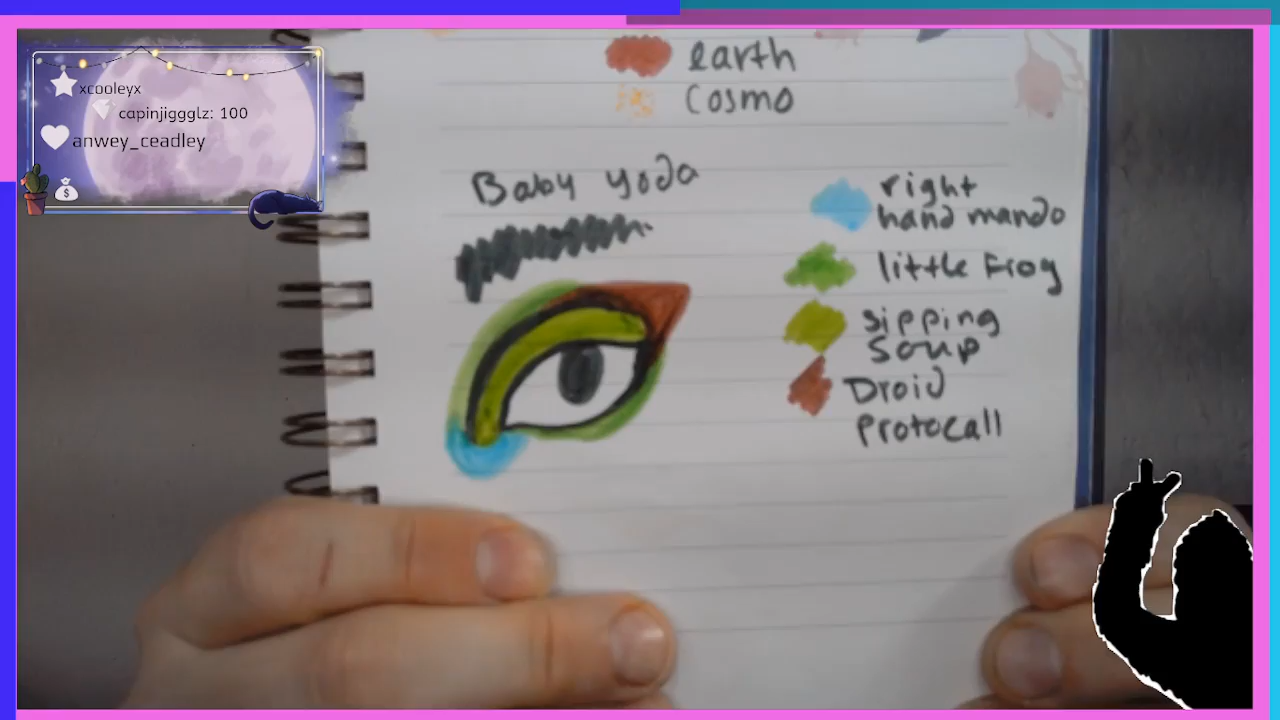 xcooleyx
capinjiggglz: 100
anwey_ceadley
$
earth
Cosmo
Baby Yoda
right
hand mando
little Frog
sipping
soup
Droid
Protocall